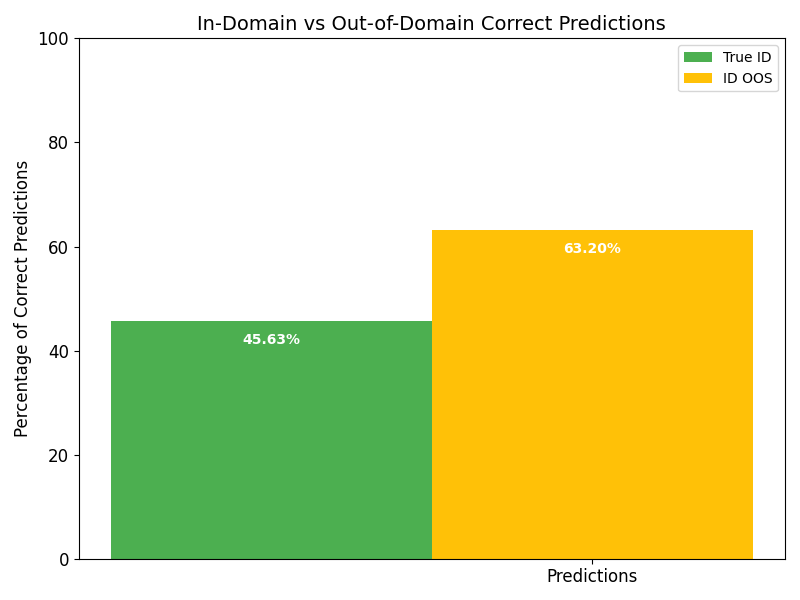 In-Domain vs Out-of-Domain Correct Predictions
100
80
60
40
20
0
Percentage of Correct Predictions
True ID
ID OOS
45.63%
63.20%
Predictions